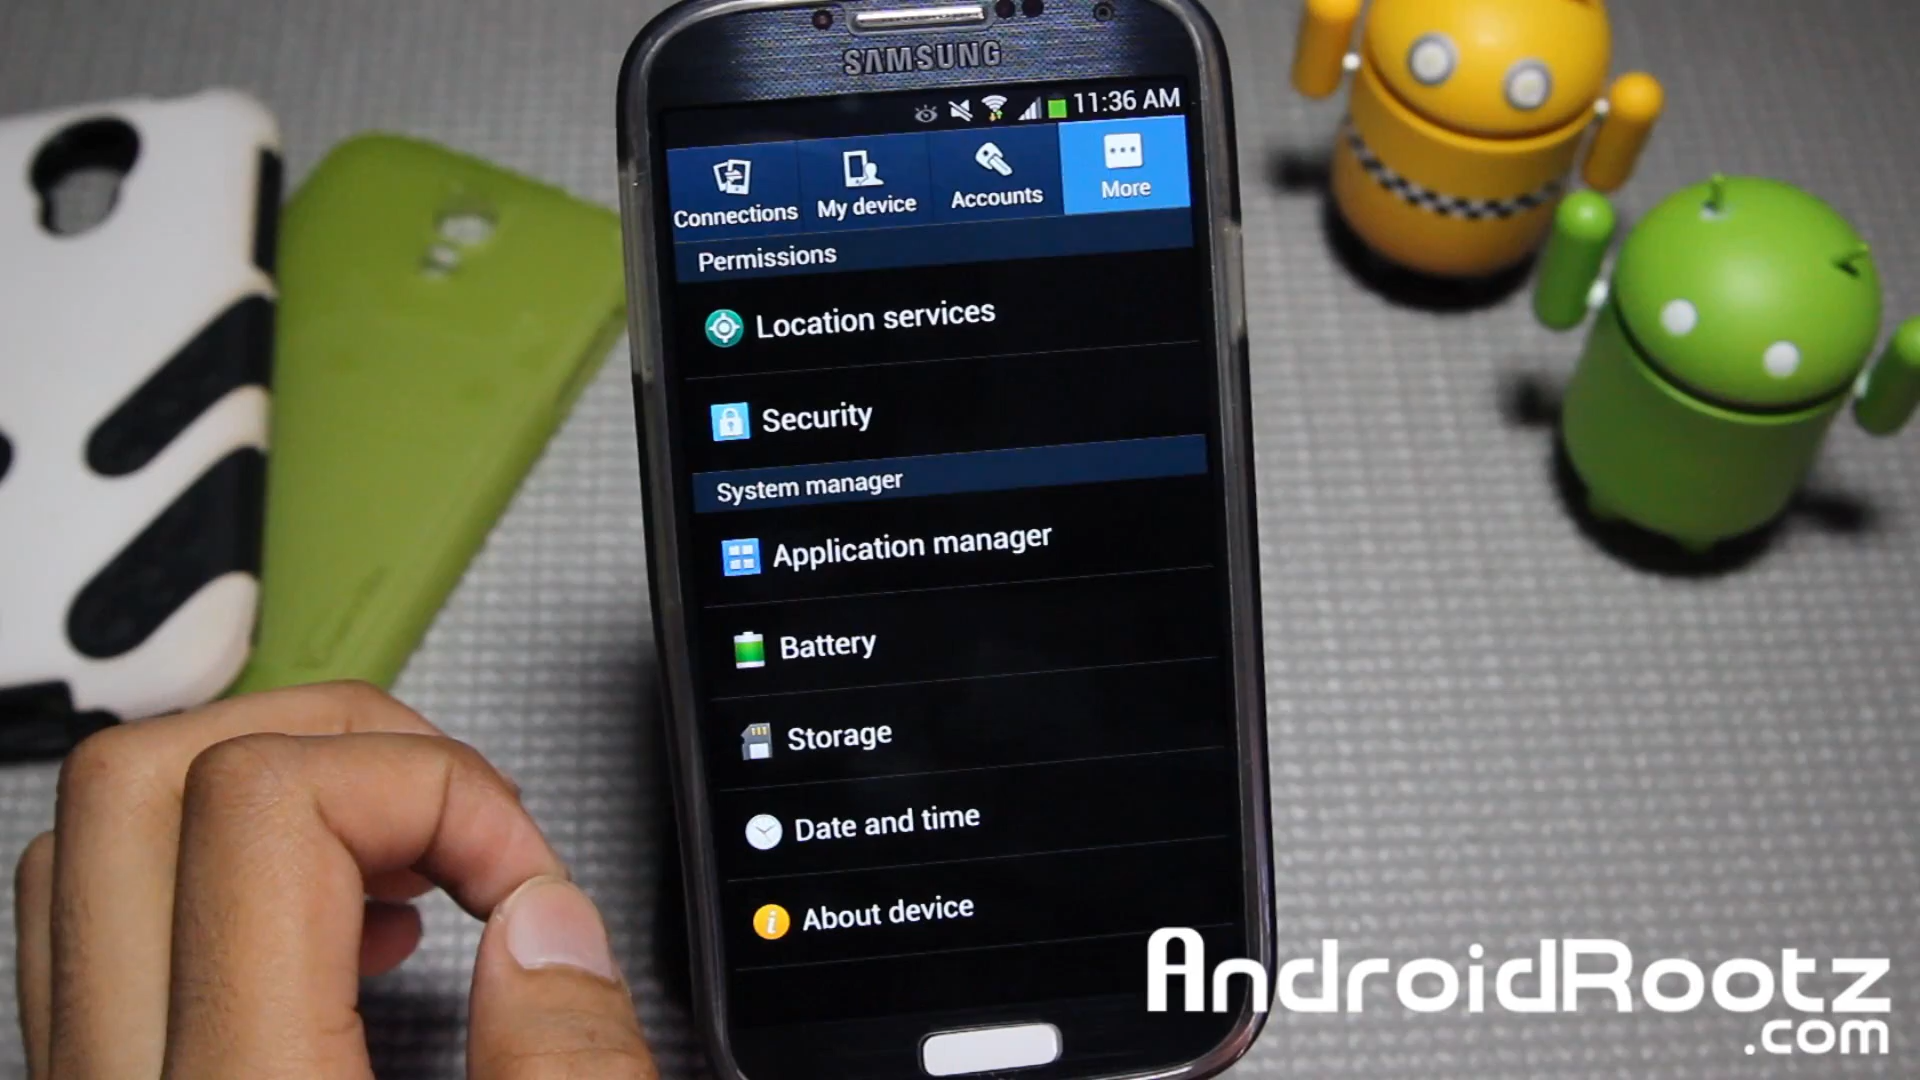 SAMSUNG
11:36 AM
Connections
My device
Accounts
More
Permissions
Location services
Security
System manager
Application manager
Battery
Storage
Date and time
About device
AndroidRootz
.com